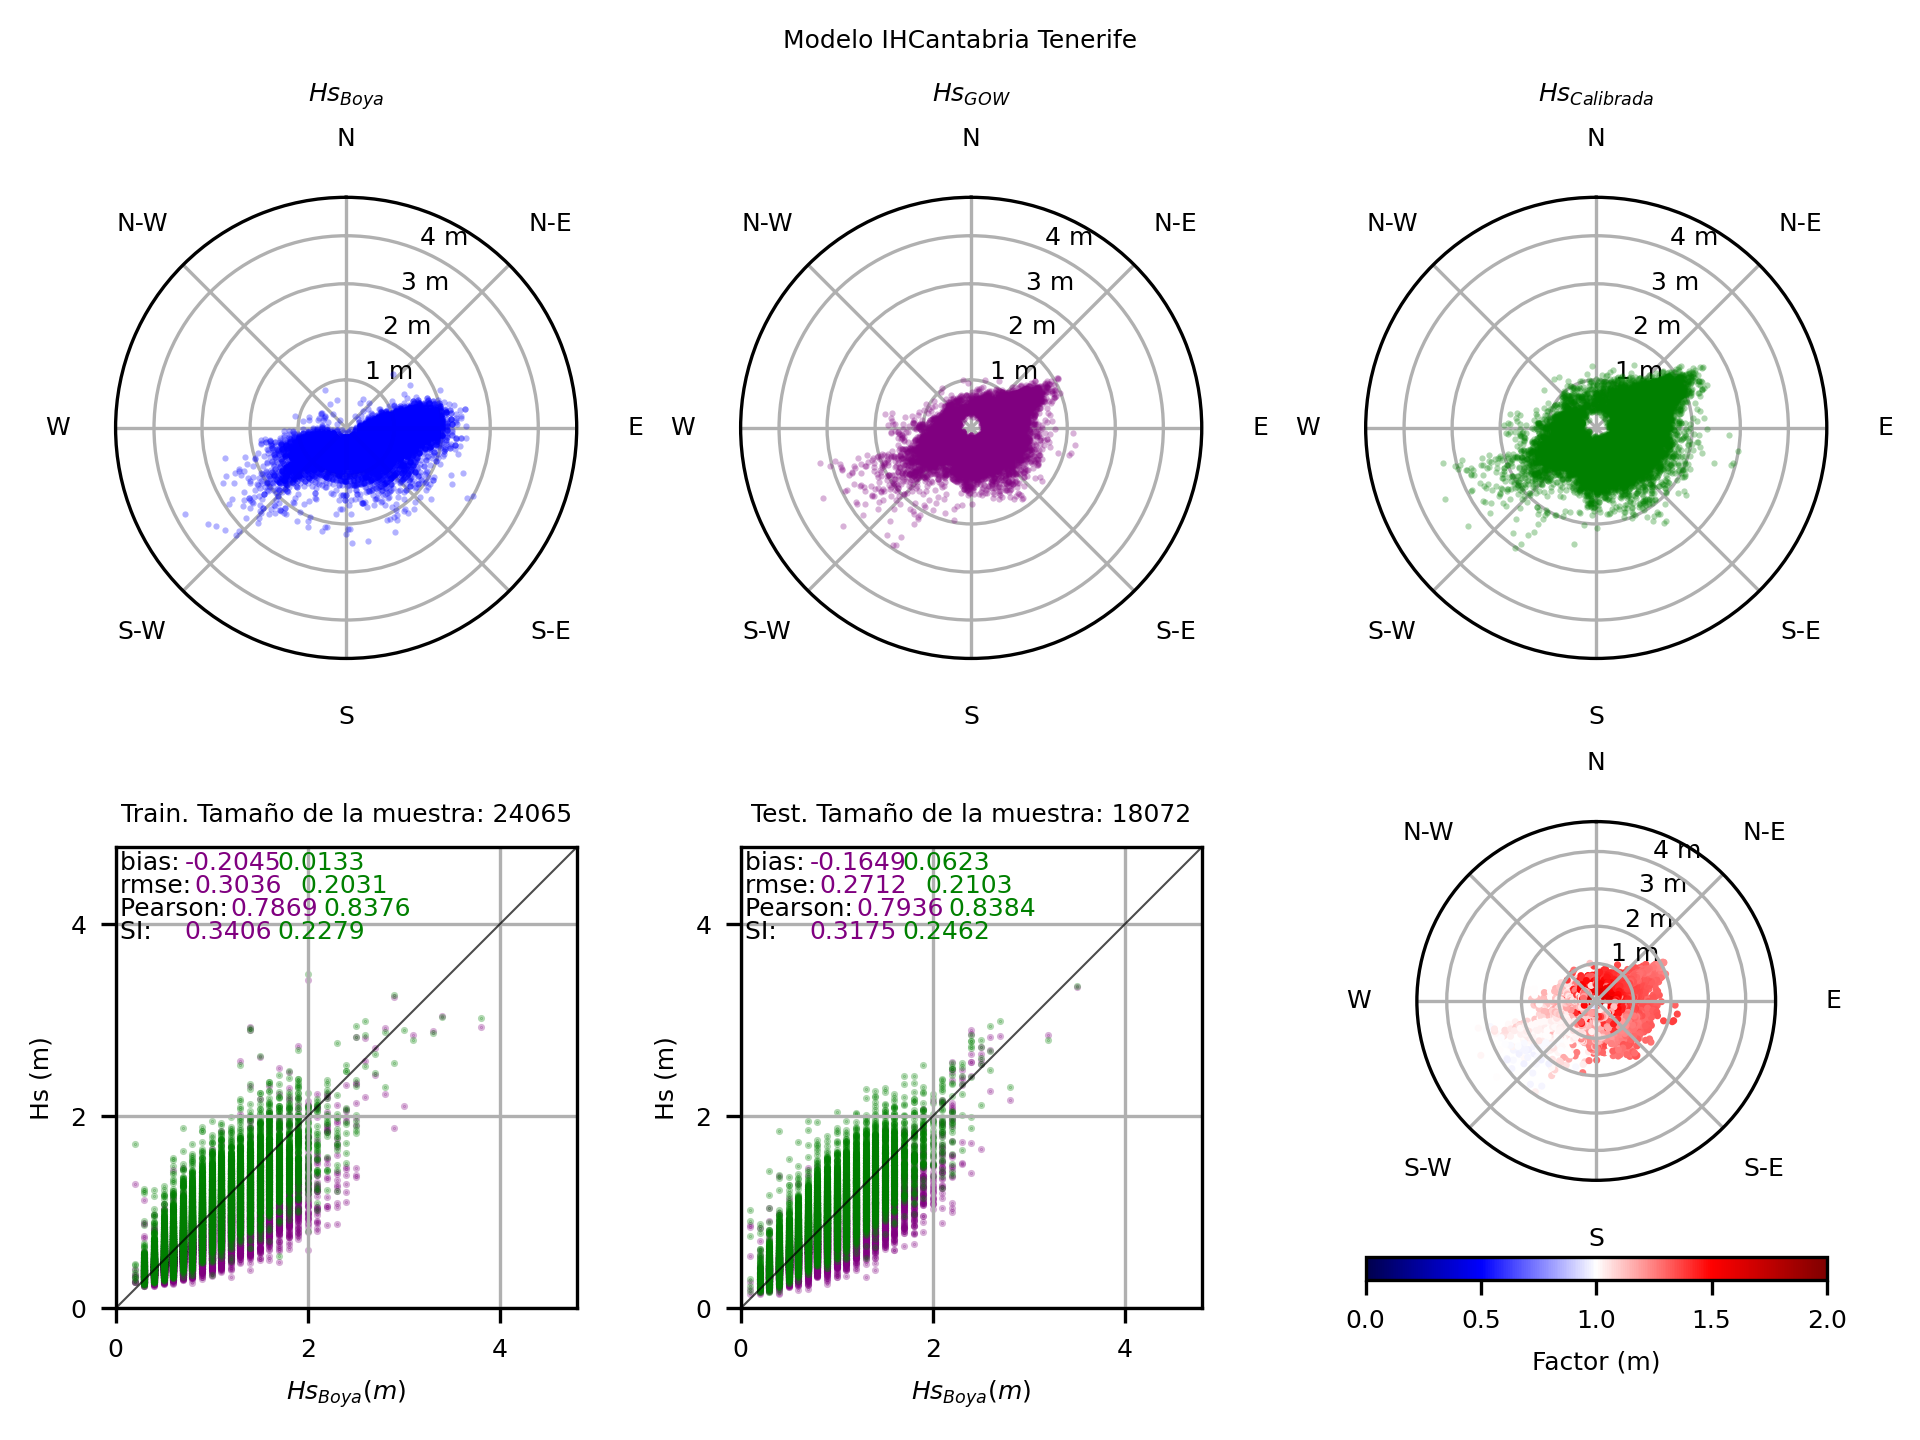 Modelo IHCantabria Tenerife
Hs_Boya
N
N-W
N-E
4 m
3 m
2 m
1 m
W
E
S-W
S-E
S
Hs_GOW
N
N-W
N-E
4 m
3 m
2 m
1 m
W
E
S-W
S-E
S
Hs_Calibrada
N
N-W
N-E
4 m
3 m
2 m
1 m
W
E
S-W
S-E
S
Train. Tamaño de la muestra: 24065
bias: -0.2045 0.0133
rmse: 0.3036 0.2031
Pearson: 0.7869 0.8376
SI: 0.3406 0.2279
4
2
0
Hs (m)
0 2 4
Hs_Boya(m)
Test. Tamaño de la muestra: 18072
bias: -0.1649 0.0623
rmse: 0.2712 0.2103
Pearson: 0.7936 0.8384
SI: 0.3175 0.2462
4
2
0
Hs (m)
0 2 4
Hs_Boya(m)
N
N-W
N-E
4 m
3 m
2 m
1 m
W
E
S-W
S-E
S
0.0 0.5 1.0 1.5 2.0
Factor (m)